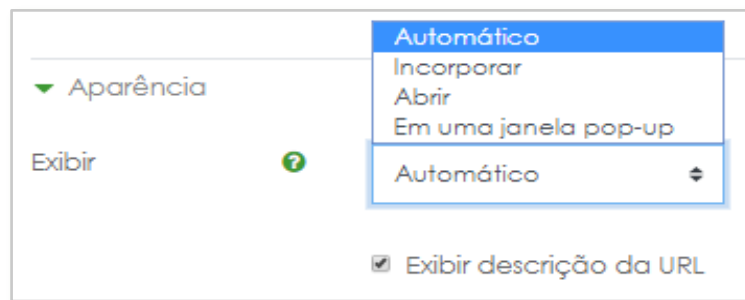 Automático
Incorporar
Abrir
Em uma janela pop-up
Aparência
Exibir
Automático
Exibir descrição da URL